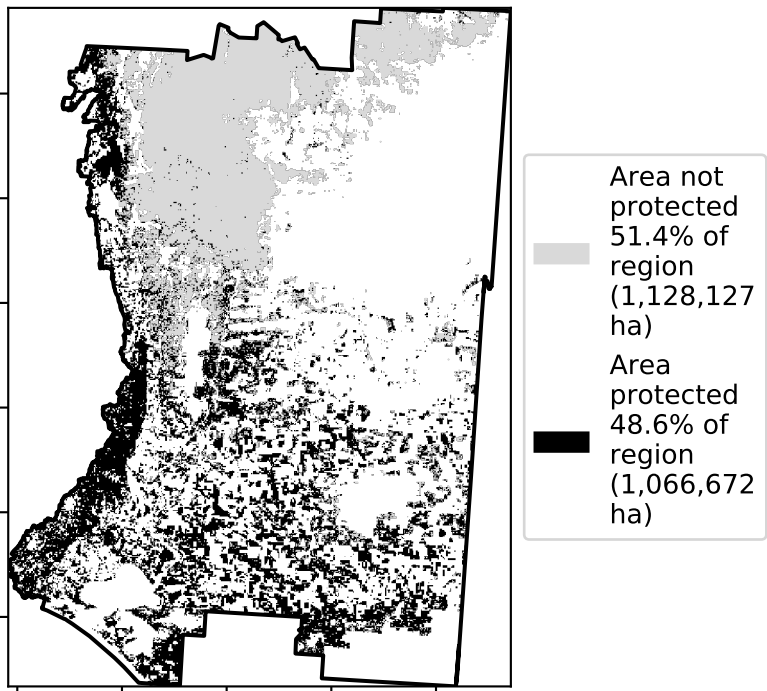 Area not
protected
51.4% of
region
(1,128,127
ha)
Area
protected
48.6% of
region
(1,066,672
ha)